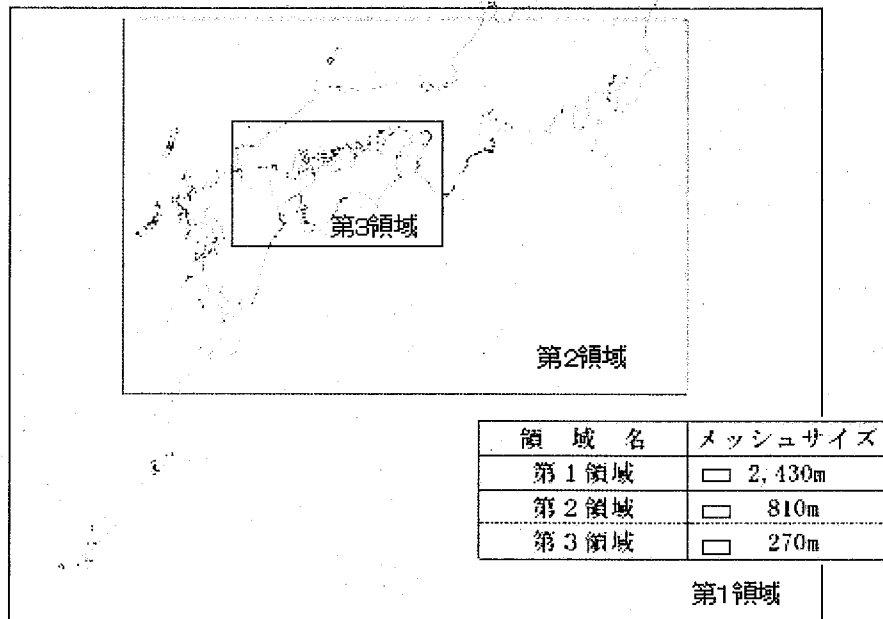 第3領域
第2領域
領域名 メッシュサイズ
第1領域 2,430m
第2領域 810m
第3領域 270m
第1領域